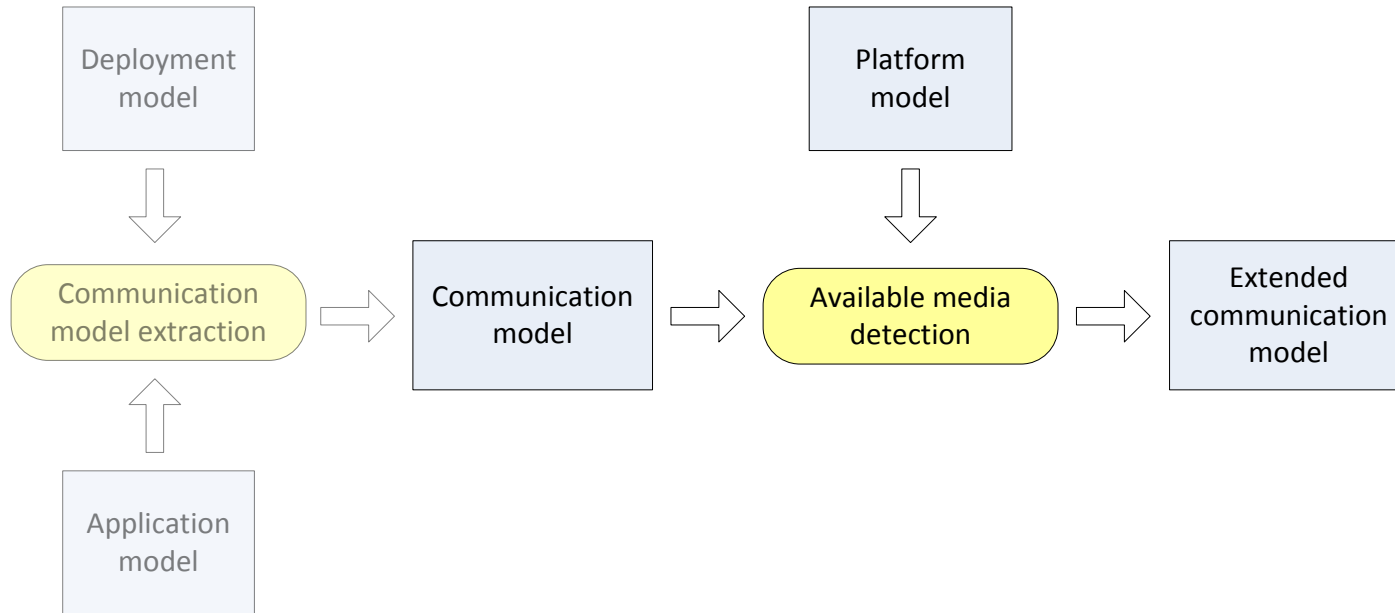 Deployment
model
Platform
model
Communication
model extraction
Communication
model
Available media
detection
Extended
communication
model
Application
model